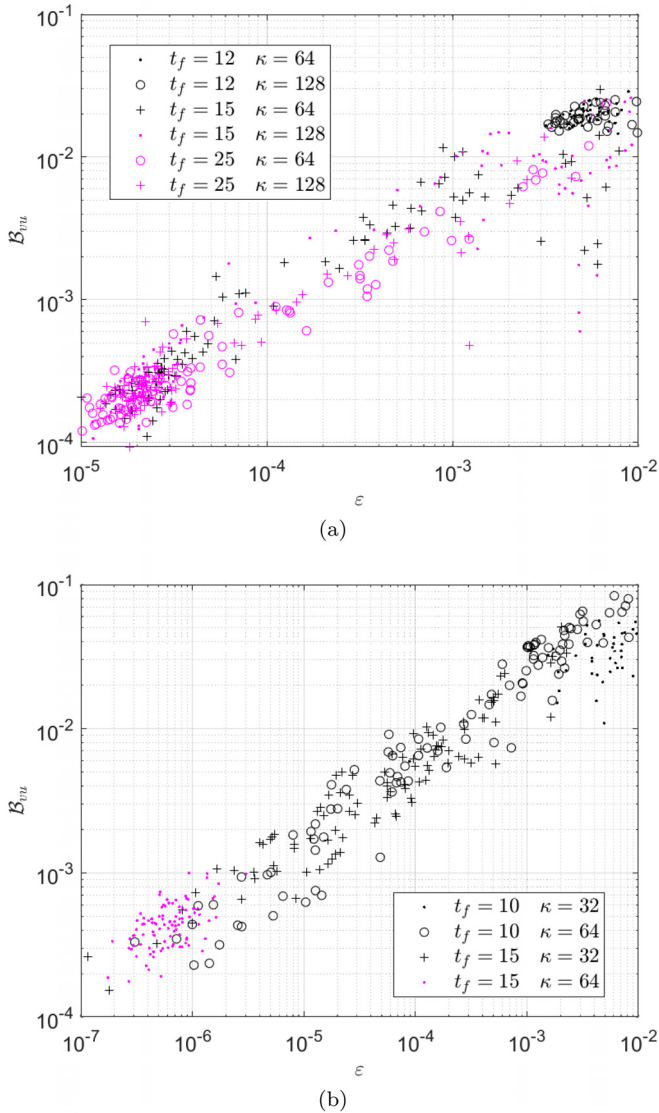 10⁻¹
t_f = 12 κ = 64
t_f = 12 κ = 128
t_f = 15 κ = 64
t_f = 15 κ = 128
t_f = 25 κ = 64
t_f = 25 κ = 128
10⁻²
ℬ_vu
10⁻³
10⁻⁴
10⁻⁵ 10⁻⁴ 10⁻³ 10⁻²
ε
(a)
10⁻¹
10⁻²
ℬ_vu
10⁻³
t_f = 10 κ = 32
t_f = 10 κ = 64
t_f = 15 κ = 32
t_f = 15 κ = 64
10⁻⁴
10⁻⁷ 10⁻⁶ 10⁻⁵ 10⁻⁴ 10⁻³ 10⁻²
ε
(b)